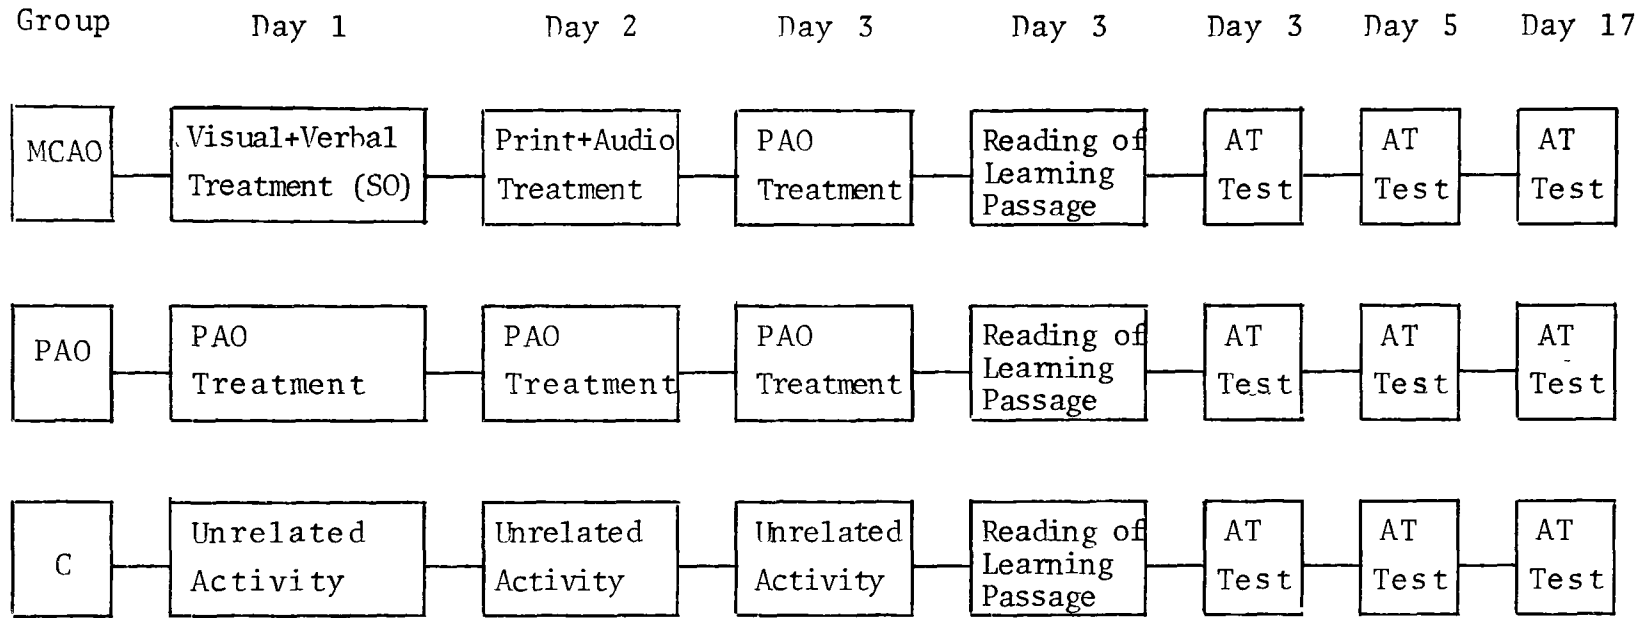 Group Day 1 Day 2 Day 3 Day 3 Day 3 Day 5 Day 17
MCAO
Visual+Verbal
Treatment (SO)
Print+Audio
Treatment
PAO
Treatment
Reading of
Learning
Passage
AT
Test
AT
Test
AT
Test
PAO
PAO
Treatment
PAO
Treatment
PAO
Treatment
Reading of
Learning
Passage
AT
Test
AT
Test
AT
Test
C
Unrelated
Activity
Unrelated
Activity
Unrelated
Activity
Reading of
Learning
Passage
AT
Test
AT
Test
AT
Test